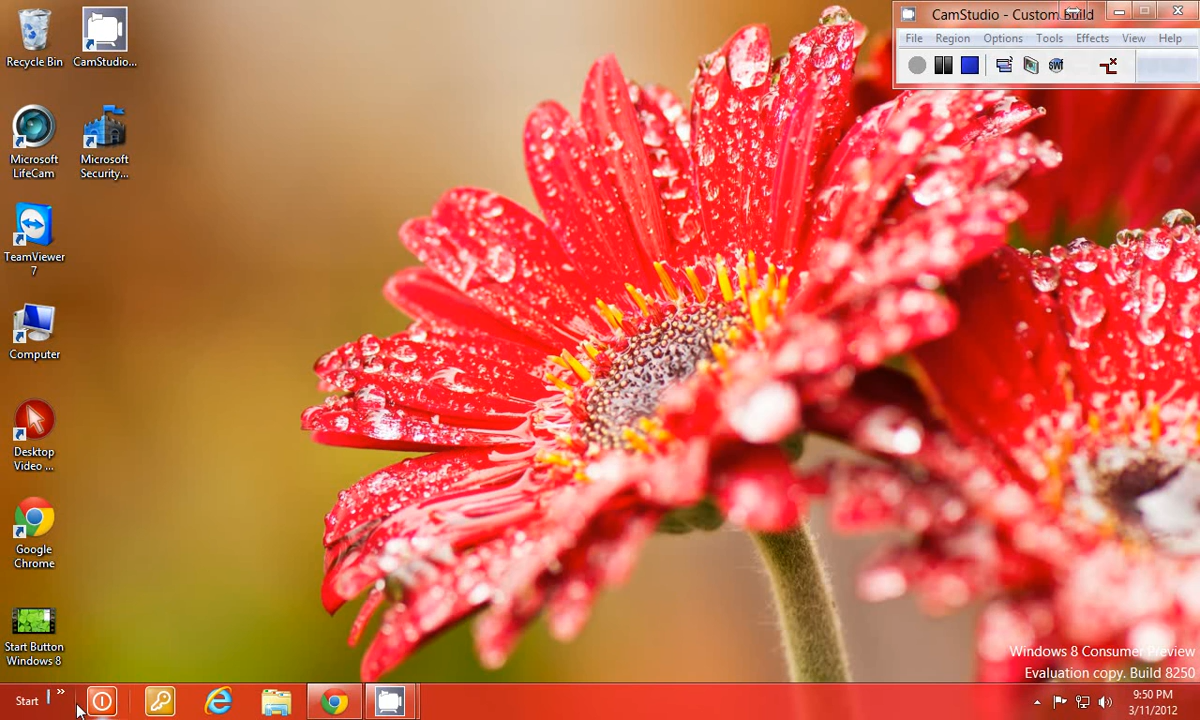 Recycle Bin
CamStudio...
Microsoft
LifeCam
Microsoft
Security...
TeamViewer
7
Computer
Desktop
Video ...
Google
Chrome
Start Button
Windows 8
CamStudio - Custom Build
File Region Options Tools Effects View Help
SWf
Windows 8 Consumer Preview
Evaluation copy. Build 8250
Start
9:50 PM
3/11/2012